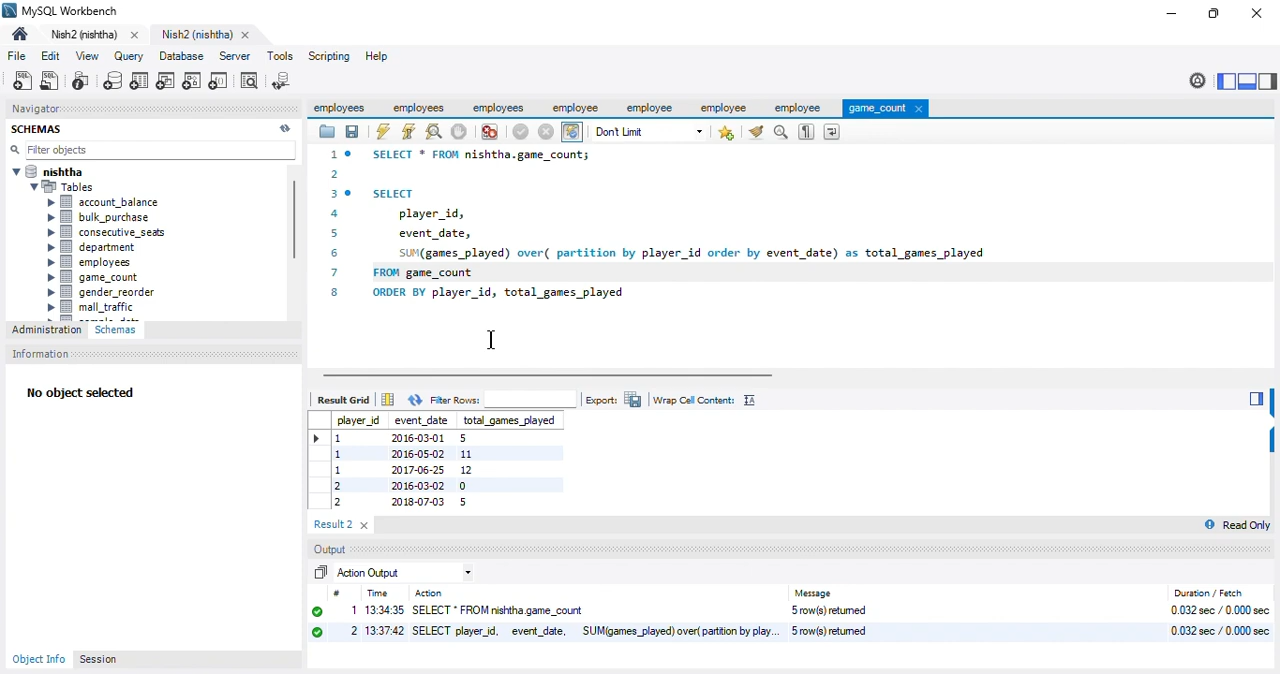 MySQL Workbench
Nish2 (nishtha) Nish2 (nishtha)
File Edit View Query Database Server Tools Scripting Help
Navigator
SCHEMAS
Filter objects
nishtha
Tables
account_balance
bulk_purchase
consecutive_seats
department
employees
game_count
gender_reorder
mall_traffic
Administration Schemas
Information
No object selected
Object Info Session
employees employees employees employee employee employee employee game_count
Don't Limit
1 SELECT * FROM nishtha.game_count;
2
3 SELECT
4 player_id,
5 event_date,
6 SUM(games_played) over( partition by player_id order by event_date) as total_games_played
7 FROM game_count
8 ORDER BY player_id, total_games_played
Result Grid Filter Rows: Export: Wrap Cell Content:
player_id event_date total_games_played
1 2016-03-01 5
1 2016-05-02 11
1 2017-06-25 12
2 2016-03-02 0
2 2018-07-03 5
Result 2 Read Only
Output
Action Output
# Time Action Message Duration / Fetch
1 13:34:35 SELECT * FROM nishtha.game_count 5 row(s) returned 0.032 sec / 0.000 sec
2 13:37:42 SELECT player_id, event_date, SUM(games_played) over( partition by play... 5 row(s) returned 0.032 sec / 0.000 sec